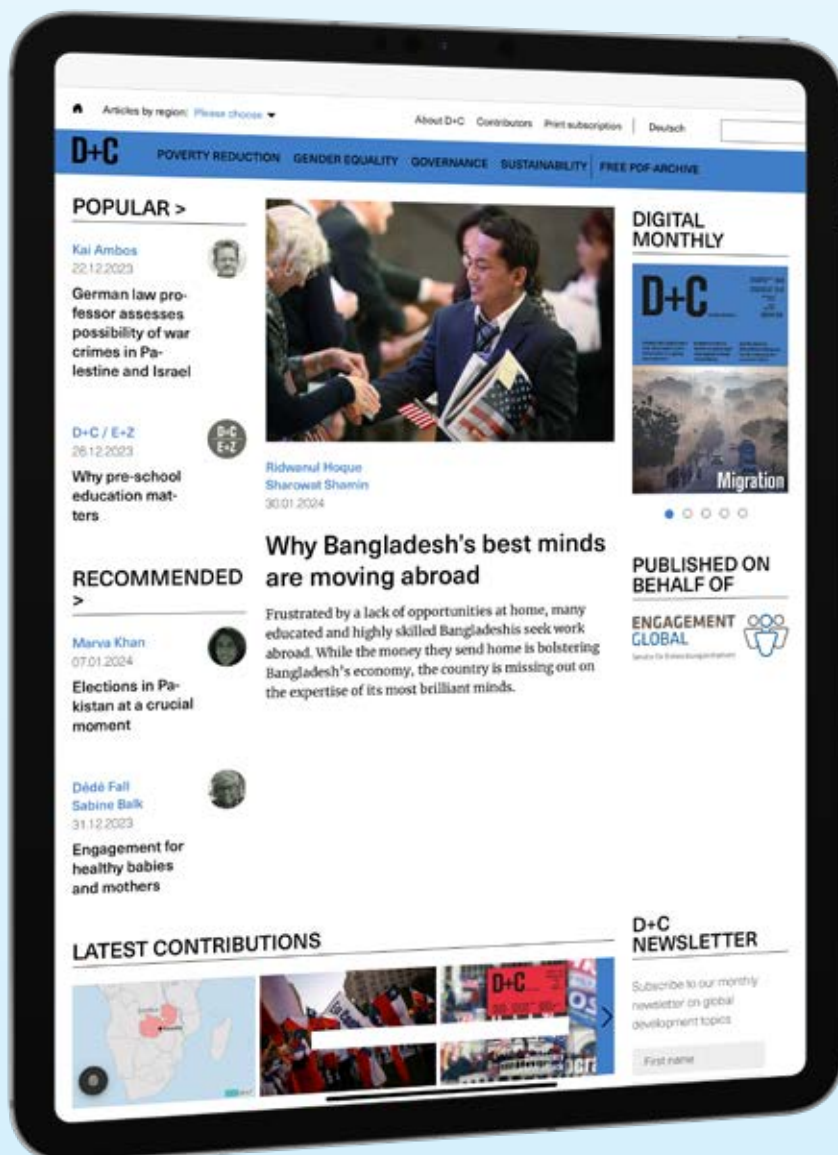 Articles by region: Please choose
About D+C Contributors Print subscription Deutsch
D+C
POVERTY REDUCTION GENDER EQUALITY GOVERNANCE SUSTAINABILITY FREE PDF-ARCHIVE
POPULAR >
Kai Ambos
22.12.2023
German law pro-
fessor assesses
possibility of war
crimes in Pa-
lestine and Israel
D+C / E+Z
26.12.2023
D+C
E+Z
Why pre-school
education mat-
ters
RECOMMENDED
>
Marva Khan
07.01.2024
Elections in Pa-
kistan at a crucial
moment
Dédé Fall
Sabine Balk
31.12.2023
Engagement for
healthy babies
and mothers
Ridwanul Hoque
Sharowat Shamin
30.01.2024
Why Bangladesh's best minds
are moving abroad
Frustrated by a lack of opportunities at home, many
educated and highly skilled Bangladeshis seek work
abroad. While the money they send home is bolstering
Bangladesh's economy, the country is missing out on
the expertise of its most brilliant minds.
DIGITAL
MONTHLY
D+C
Migration
PUBLISHED ON
BEHALF OF
ENGAGEMENT
GLOBAL
Service für Entwicklungsinitiativen
LATEST CONTRIBUTIONS
D+C
D+C
NEWSLETTER
Subscribe to our monthly
newsletter on global
development topics
First name